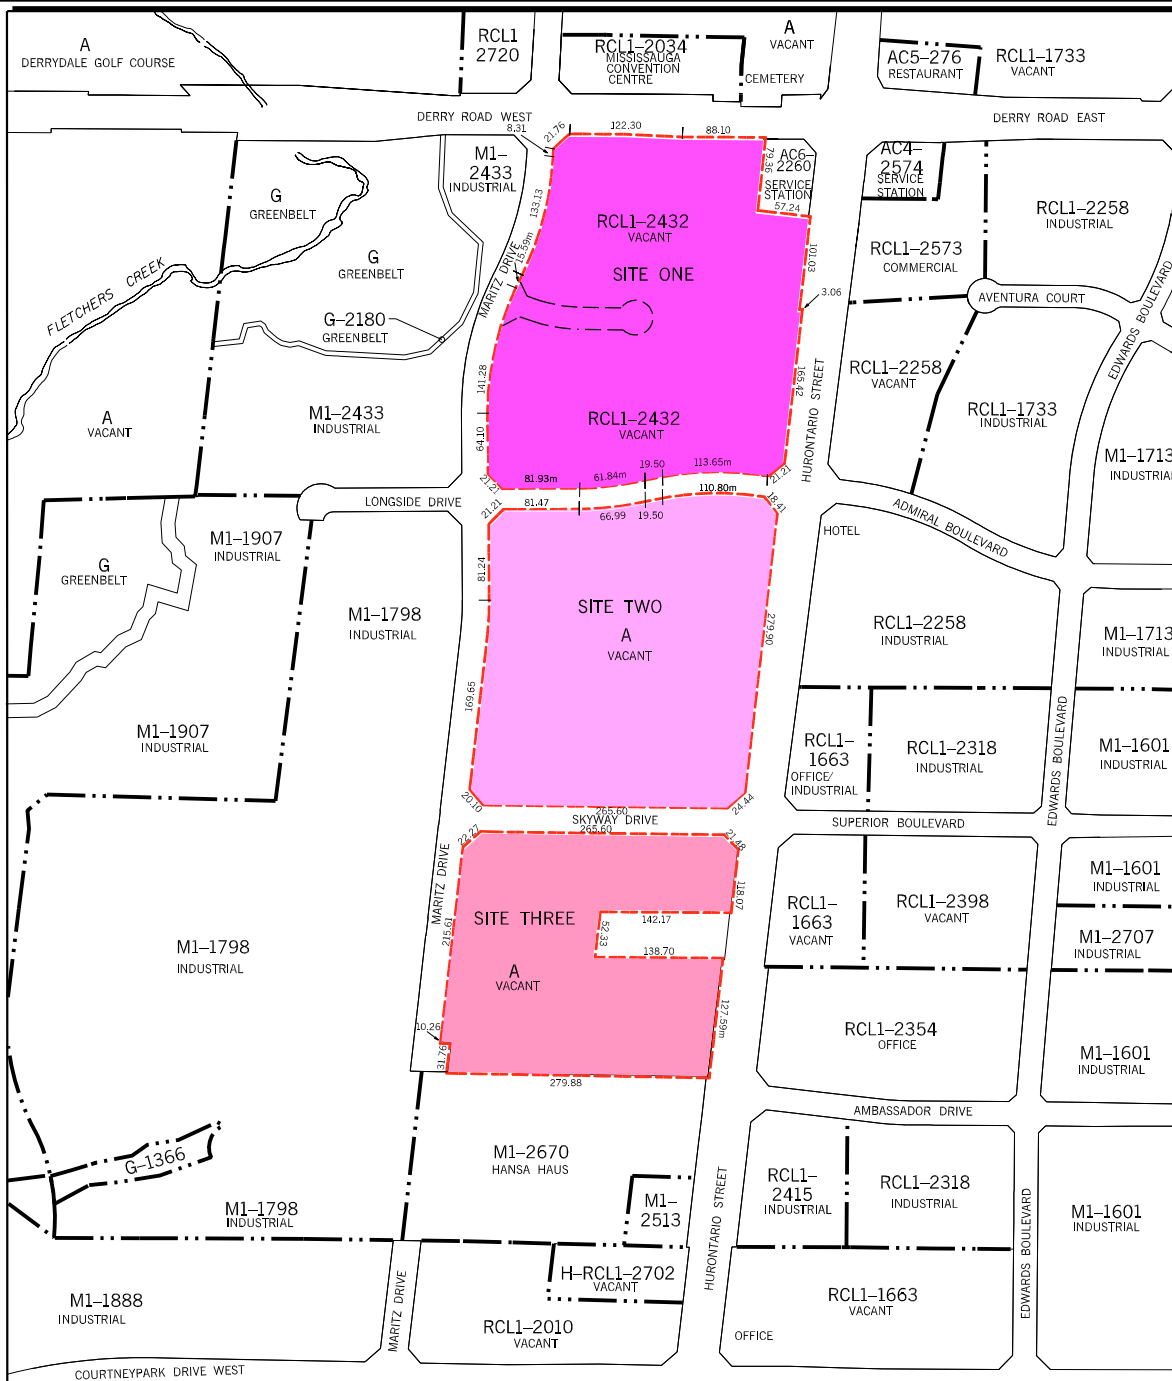 A
DERRYDALE GOLF COURSE
RCL1
2720
RCL1–2034
MISSISSAUGA
CONVENTION
CENTRE
A
VACANT
CEMETERY
AC5–276
RESTAURANT
RCL1–1733
VACANT
DERRY ROAD WEST
DERRY ROAD EAST
8.31
21.76
122.30
88.10
79.36
AC6–
2260
SERVICE
STATION
57.24
AC4–
2574
SERVICE
STATION
M1–
2433
INDUSTRIAL
G
GREENBELT
RCL1–2258
INDUSTRIAL
133.13
RCL1–2432
VACANT
SITE ONE
101.03
RCL1–2573
COMMERCIAL
G
GREENBELT
15.59m
MARITZ DRIVE
FLETCHERS CREEK
3.06
AVENTURA COURT
EDWARDS BOULEVARD
G–2180
GREENBELT
HURONTARIO STREET
RCL1–2258
VACANT
141.28
165.42
A
VACANT
M1–2433
INDUSTRIAL
RCL1–2432
VACANT
RCL1–1733
INDUSTRIAL
64.10
M1–1713
INDUSTRIAL
21.21
81.93m
61.84m
19.50
113.65m
21.21
LONGSIDE DRIVE
21.21
81.47
66.99
19.50
110.80m
18.41
ADMIRAL BOULEVARD
HOTEL
M1–1907
INDUSTRIAL
G
GREENBELT
81.24
M1–1798
INDUSTRIAL
SITE TWO
A
VACANT
279.90
RCL1–2258
INDUSTRIAL
M1–1713
INDUSTRIAL
169.65
M1–1907
INDUSTRIAL
RCL1–
1663
OFFICE/
INDUSTRIAL
RCL1–2318
INDUSTRIAL
EDWARDS BOULEVARD
M1–1601
INDUSTRIAL
20.10
265.60
24.44
SKYWAY DRIVE
SUPERIOR BOULEVARD
22.27
265.60
21.48
MARITZ DRIVE
118.07
M1–1601
INDUSTRIAL
SITE THREE
RCL1–
1663
VACANT
RCL1–2398
VACANT
142.17
52.33
138.70
215.61
M1–1798
INDUSTRIAL
M1–2707
INDUSTRIAL
A
VACANT
127.59m
10.26
31.76
RCL1–2354
OFFICE
M1–1601
INDUSTRIAL
279.88
AMBASSADOR DRIVE
G–1366
M1–2670
HANSA HAUS
RCL1–
2415
INDUSTRIAL
RCL1–2318
INDUSTRIAL
M1–1798
INDUSTRIAL
M1–
2513
HURONTARIO STREET
EDWARDS BOULEVARD
M1–1601
INDUSTRIAL
H–RCL1–2702
VACANT
M1–1888
INDUSTRIAL
MARITZ DRIVE
RCL1–2010
VACANT
RCL1–1663
VACANT
OFFICE
COURTNEYPARK DRIVE WEST